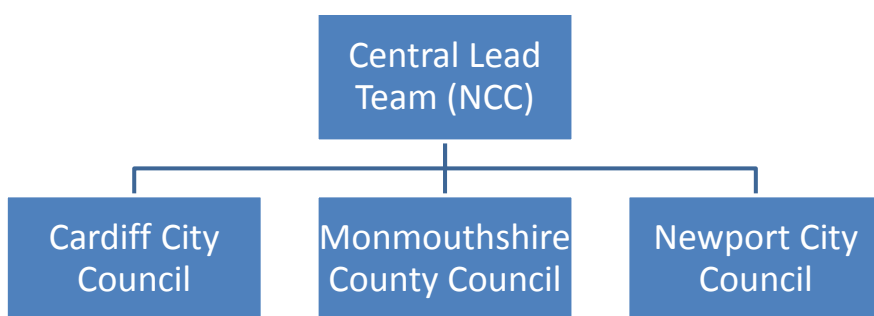 Central Lead
Team (NCC)
Cardiff City
Council
Monmouthshire
County Council
Newport City
Council